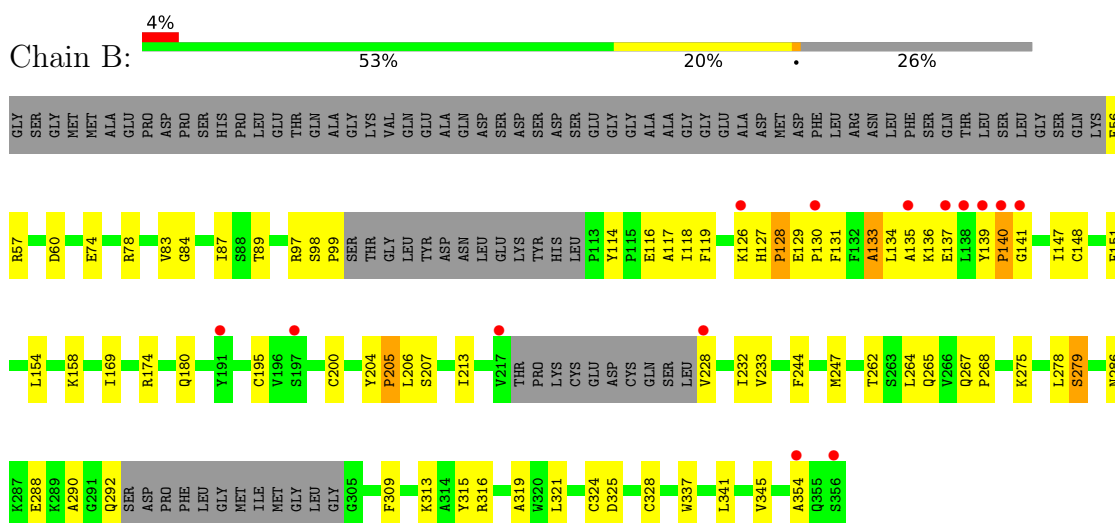 4%
Chain B:
53% 20% • 26%
GLY SER GLY MET MET ALA GLU PRO ASP PRO SER HIS PRO LEU GLU THR GLN ALA GLY LYS VAL GLN GLU ALA GLN ASP SER ASP SER ASP SER GLU GLY GLY ALA ALA GLY GLY GLU ALA ASP MET ASP PHE LEU ARG ASN LEU PHE SER GLN THR LEU SER LEU GLY SER GLN LYS E56
R57 D60 E74 R78 V83 G84 I87 S88 T89 R97 S98 P99 SER THR GLY LEU TYR ASP ASN LEU GLU LYS TYR HIS LEU P113 Y114 P115 E116 A117 I118 F119 K126 H127 P128 E129 P130 F131 F132 A133 L134 A135 K136 E137 L138 Y139 P140 G141 I147 C148 F151
L154 K158 I169 R174 Q180 Y191 C195 V196 S197 C200 Y204 P205 L206 S207 I213 V217 THR PRO LYS CYS GLU ASP CYS GLN SER LEU V228 I232 V233 F244 M247 T262 S263 L264 Q265 V266 Q267 P268 K275 L278 S279 N286
K287 E288 K289 A290 G291 Q292 SER ASP PRO PHE LEU GLY MET ILE MET GLY LEU GLY G305 F309 K313 A314 Y315 R316 A319 W320 L321 C324 D325 C328 W337 L341 V345 A354 Q355 S356